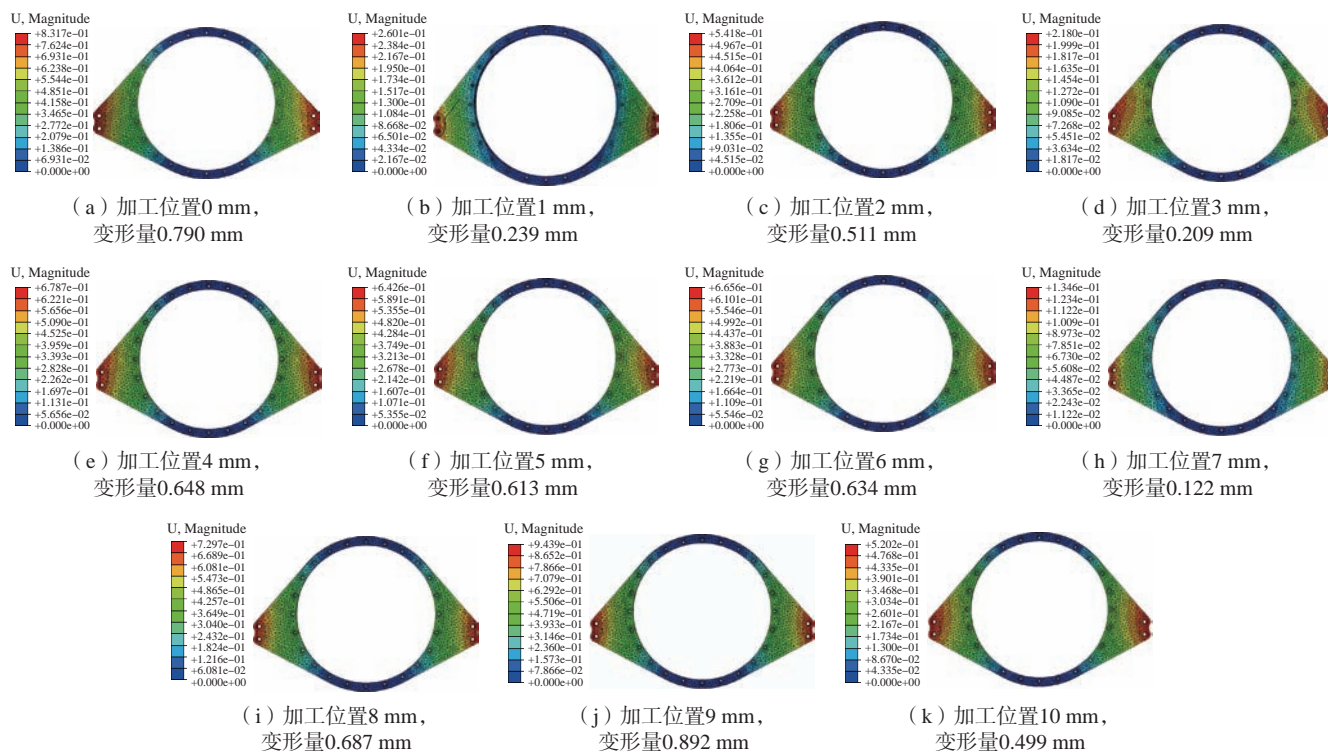 U, Magnitude
+8.317e−01
+7.624e−01
+6.931e−01
+6.238e−01
+5.544e−01
+4.851e−01
+4.158e−01
+3.465e−01
+2.772e−01
+2.079e−01
+1.386e−01
+6.931e−02
+0.000e+00
（a）加工位置0 mm，
变形量0.790 mm
U, Magnitude
+2.601e−01
+2.384e−01
+2.167e−01
+1.950e−01
+1.734e−01
+1.517e−01
+1.300e−01
+1.084e−01
+8.668e−02
+6.501e−02
+4.334e−02
+2.167e−02
+0.000e+00
（b）加工位置1 mm，
变形量0.239 mm
U, Magnitude
+5.418e−01
+4.967e−01
+4.515e−01
+4.064e−01
+3.612e−01
+3.161e−01
+2.709e−01
+2.258e−01
+1.806e−01
+1.355e−01
+9.031e−02
+4.515e−02
+0.000e+00
（c）加工位置2 mm，
变形量0.511 mm
U, Magnitude
+2.180e−01
+1.999e−01
+1.817e−01
+1.635e−01
+1.454e−01
+1.272e−01
+1.090e−01
+9.085e−02
+7.268e−02
+5.451e−02
+3.634e−02
+1.817e−02
+0.000e+00
（d）加工位置3 mm，
变形量0.209 mm
U, Magnitude
+6.787e−01
+6.221e−01
+5.656e−01
+5.090e−01
+4.525e−01
+3.959e−01
+3.393e−01
+2.828e−01
+2.262e−01
+1.697e−01
+1.131e−01
+5.656e−02
+0.000e+00
（e）加工位置4 mm，
变形量0.648 mm
U, Magnitude
+6.426e−01
+5.891e−01
+5.355e−01
+4.820e−01
+4.284e−01
+3.749e−01
+3.213e−01
+2.678e−01
+2.142e−01
+1.607e−01
+1.071e−01
+5.355e−02
+0.000e+00
（f）加工位置5 mm，
变形量0.613 mm
U, Magnitude
+6.656e−01
+6.101e−01
+5.546e−01
+4.992e−01
+4.437e−01
+3.883e−01
+3.328e−01
+2.773e−01
+2.219e−01
+1.664e−01
+1.109e−01
+5.546e−02
+0.000e+00
（g）加工位置6 mm，
变形量0.634 mm
U, Magnitude
+1.346e−01
+1.234e−01
+1.122e−01
+1.009e−01
+8.973e−02
+7.851e−02
+6.730e−02
+5.608e−02
+4.487e−02
+3.365e−02
+2.243e−02
+1.122e−02
+0.000e+00
（h）加工位置7 mm，
变形量0.122 mm
U, Magnitude
+7.297e−01
+6.689e−01
+6.081e−01
+5.473e−01
+4.865e−01
+4.257e−01
+3.649e−01
+3.040e−01
+2.432e−01
+1.824e−01
+1.216e−01
+6.081e−02
+0.000e+00
（i）加工位置8 mm，
变形量0.687 mm
U, Magnitude
+9.439e−01
+8.652e−01
+7.866e−01
+7.079e−01
+6.292e−01
+5.506e−01
+4.719e−01
+3.933e−01
+3.146e−01
+2.360e−01
+1.573e−01
+7.866e−02
+0.000e+00
（j）加工位置9 mm，
变形量0.892 mm
U, Magnitude
+5.202e−01
+4.768e−01
+4.335e−01
+3.901e−01
+3.468e−01
+3.034e−01
+2.601e−01
+2.167e−01
+1.734e−01
+1.300e−01
+8.670e−02
+4.335e−02
+0.000e+00
（k）加工位置10 mm，
变形量0.499 mm